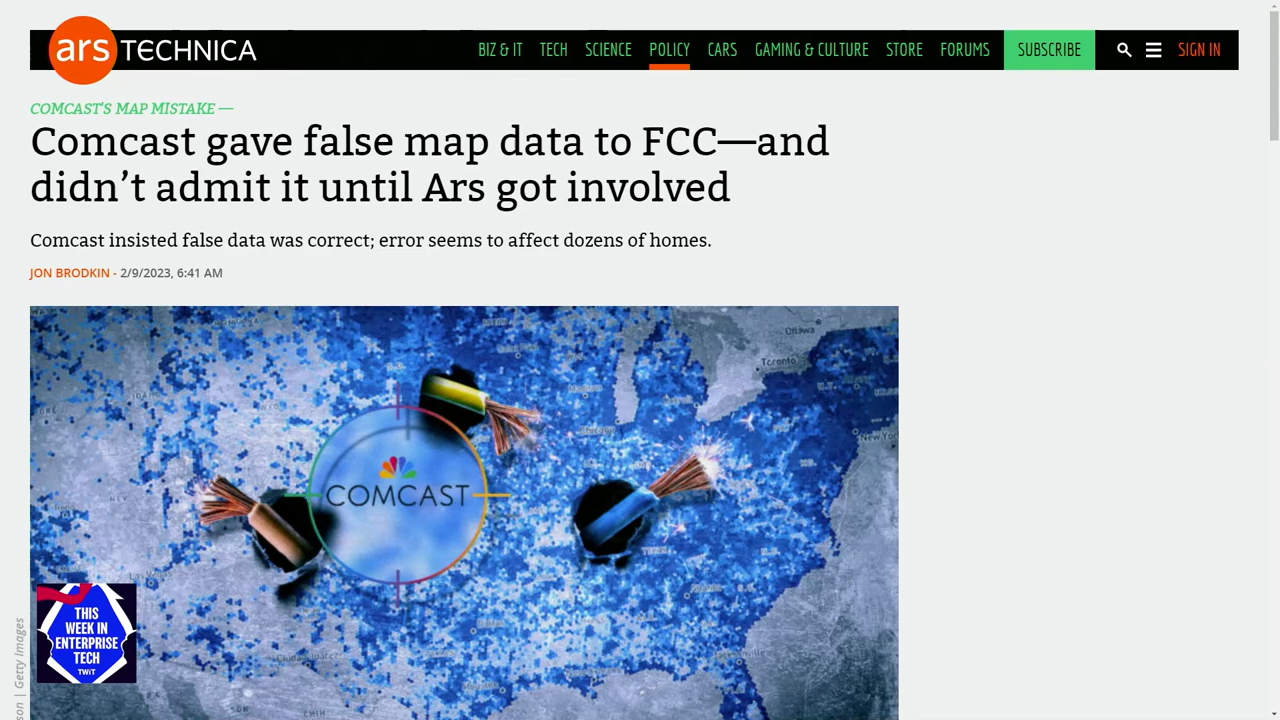 ars TECHNICA
BIZ & IT TECH SCIENCE POLICY CARS GAMING & CULTURE STORE FORUMS SUBSCRIBE SIGN IN
COMCAST'S MAP MISTAKE —
Comcast gave false map data to FCC—and
didn’t admit it until Ars got involved
Comcast insisted false data was correct; error seems to affect dozens of homes.
JON BRODKIN - 2/9/2023, 6:41 AM
Ottawa
Toronto
New York
COMCAST
Las Vegas
THIS
WEEK IN
ENTERPRISE
TECH
TWiT
| Getty Images